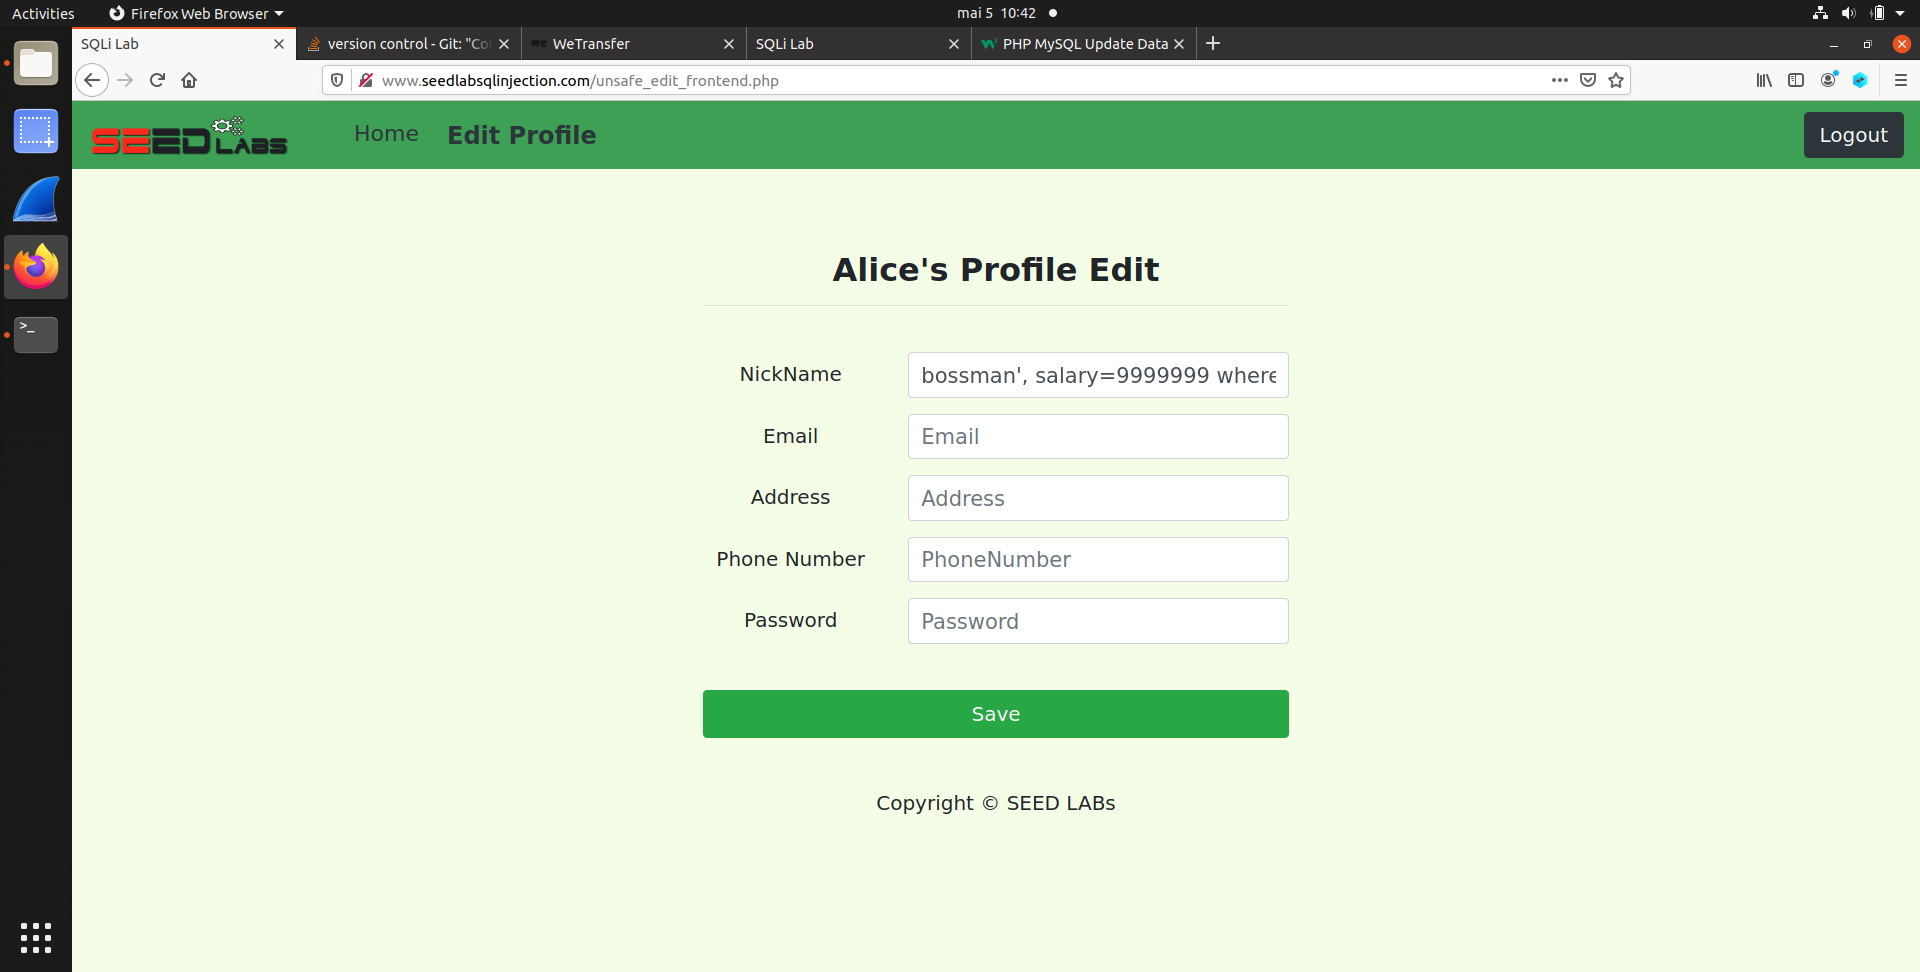 Activities
Firefox Web Browser
mai 5 10:42
SQLi Lab
version control - Git: "Co
we WeTransfer
SQLi Lab
PHP MySQL Update Data
www.seedlabsqlinjection.com/unsafe_edit_frontend.php
SEED LABS
Home
Edit Profile
Logout
Alice's Profile Edit
NickName
bossman', salary=9999999 where
Email
Email
Address
Address
Phone Number
PhoneNumber
Password
Password
Save
Copyright © SEED LABs
>_